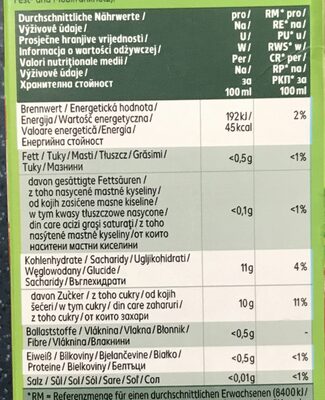 Durchschnittliche Nährwerte / pro / RM* pro /
Výživové údaje / Na / RE* na /
Prosječne hranjive vrijednosti / U / PU* u /
Informacja o wartości odżywczej / W / RWS* w /
Valori nutriționale medii / Per / CR* per /
Výživové údaje / Na / RP* na /
Хранителна стойност за 100 ml РКП* за 100 ml
Brennwert / Energetická hodnota / 192 kJ / 2%
Energija / Wartość energetyczna / 45 kcal
Valoare energetică / Energia /
Енергийна стойност
Fett / Tuky / Masti / Tłuszcz / Grăsimi / <0,5g <1%
Tuky / Мазнини
davon gesättigte Fettsäuren /
z toho nasycené mastné kyseliny /
od kojih zasićene masne kiseline /
w tym kwasy tłuszczowe nasycone / <0,1g <1%
din care acizi grași saturați / z toho
nasýtené mastné kyseliny / от които
наситени мастни киселини
Kohlenhydrate / Sacharidy / Ugljikohidrati /
Węglowodany / Glucide / 11g 4%
Sacharidy / Въглехидрати
davon Zucker / z toho cukry / od kojih
šećeri / w tym cukry / din care zaharuri / 10g 11%
z toho cukry / от които захари
Ballaststoffe / Vláknina / Vlakna / Błonnik / <0,5g -
Fibre / Vláknina / Влакнини
Eiweiß / Bílkoviny / Bjelančevine / Białko / <0,5g <1%
Proteine / Bielkoviny / Белтъци
Salz / Sůl / Sol / Sól / Sare / Soľ / Сол <0,01g <1%
*RM = Referenzmenge für einen durchschnittlichen Erwachsenen (8400 kJ /